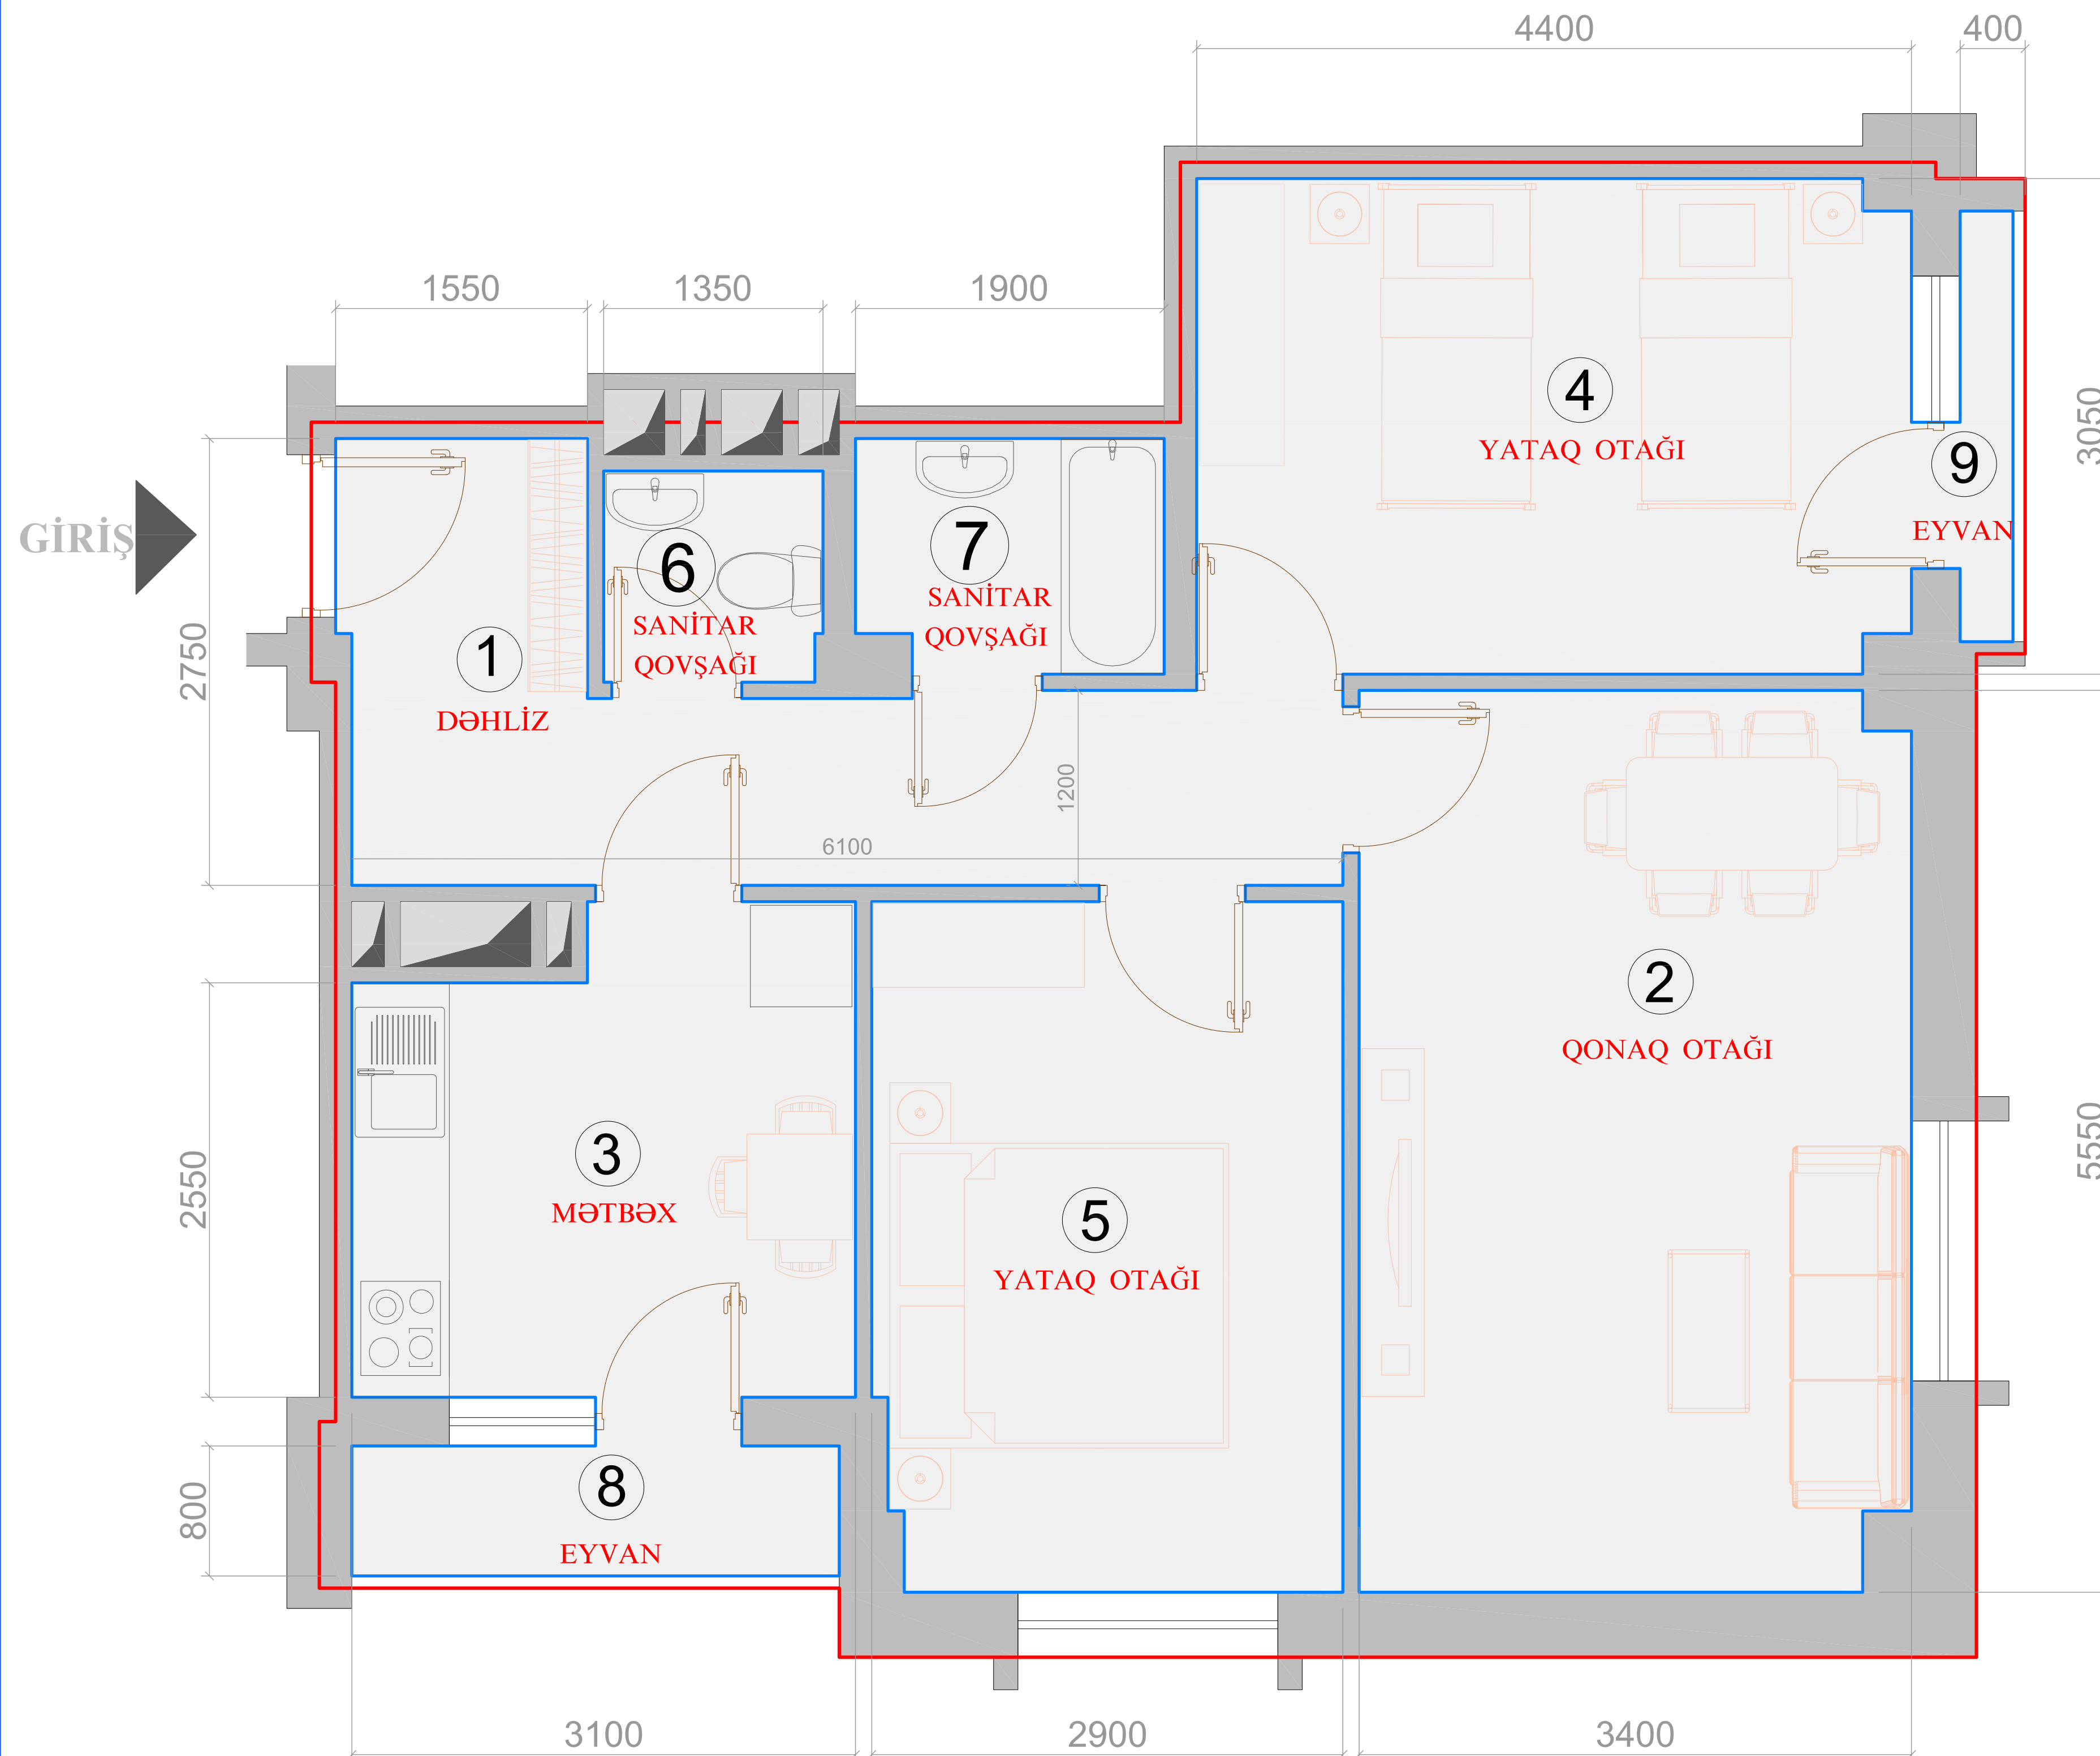 4400
400
1550
1350
1900
3050
4
YATAQ OTAĞI
9
EYVAN
GİRİŞ
6
SANİTAR
QOVŞAĞI
7
SANİTAR
QOVŞAĞI
2750
1
DƏHLİZ
1200
6100
2
QONAQ OTAĞI
2550
3
MƏTBƏX
5
YATAQ OTAĞI
5550
800
8
EYVAN
3100
2900
3400